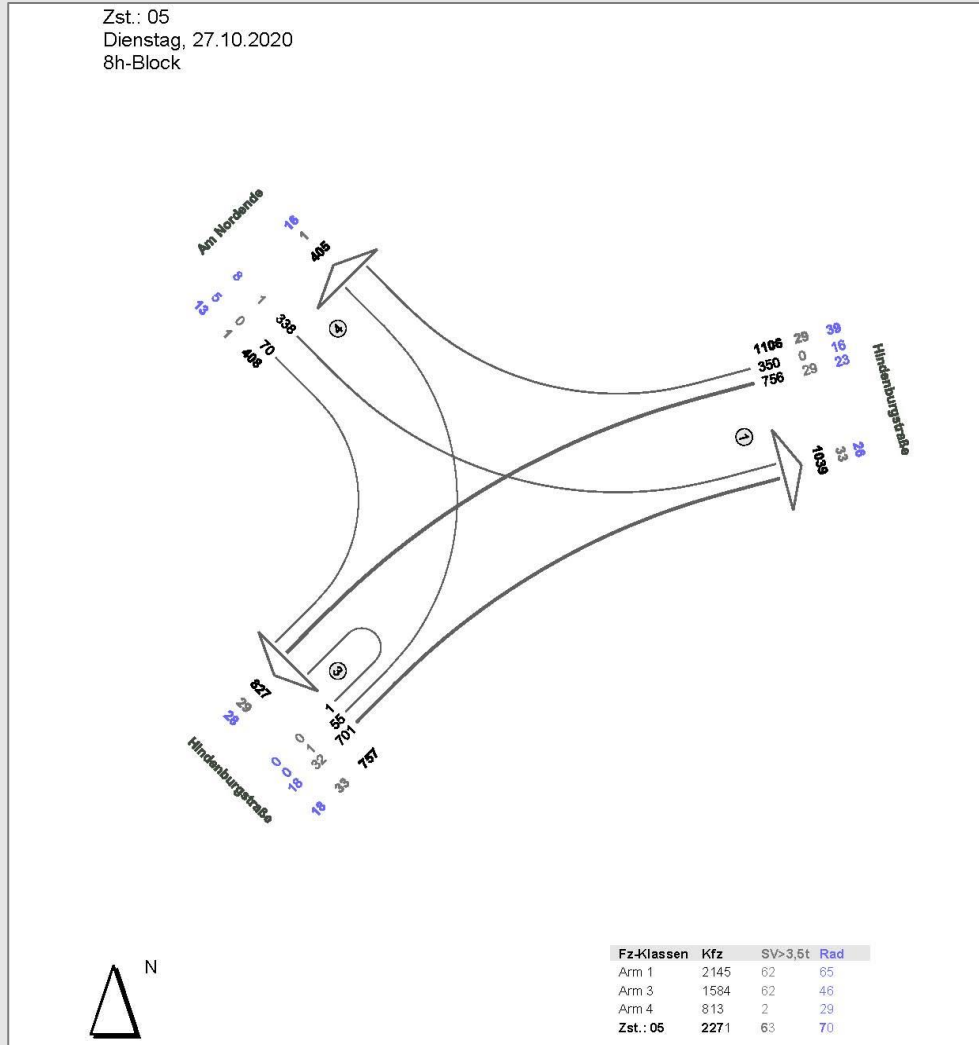 Zst.: 05
Dienstag, 27.10.2020
8h-Block
Am Nordende
16
1
405
8
5
13
1
0
1
338
70
408
4
1106 29 39
350 0 16
756 29 23
Hindenburgstraße
1
1039 33 26
3
827
29
28
Hindenburgstraße
1
55
701
757
0
1
32
33
0
0
18
18
N
Fz-Klassen Kfz SV>3,5t Rad
Arm 1 2145 62 65
Arm 3 1584 62 46
Arm 4 813 2 29
Zst.: 05 2271 63 70